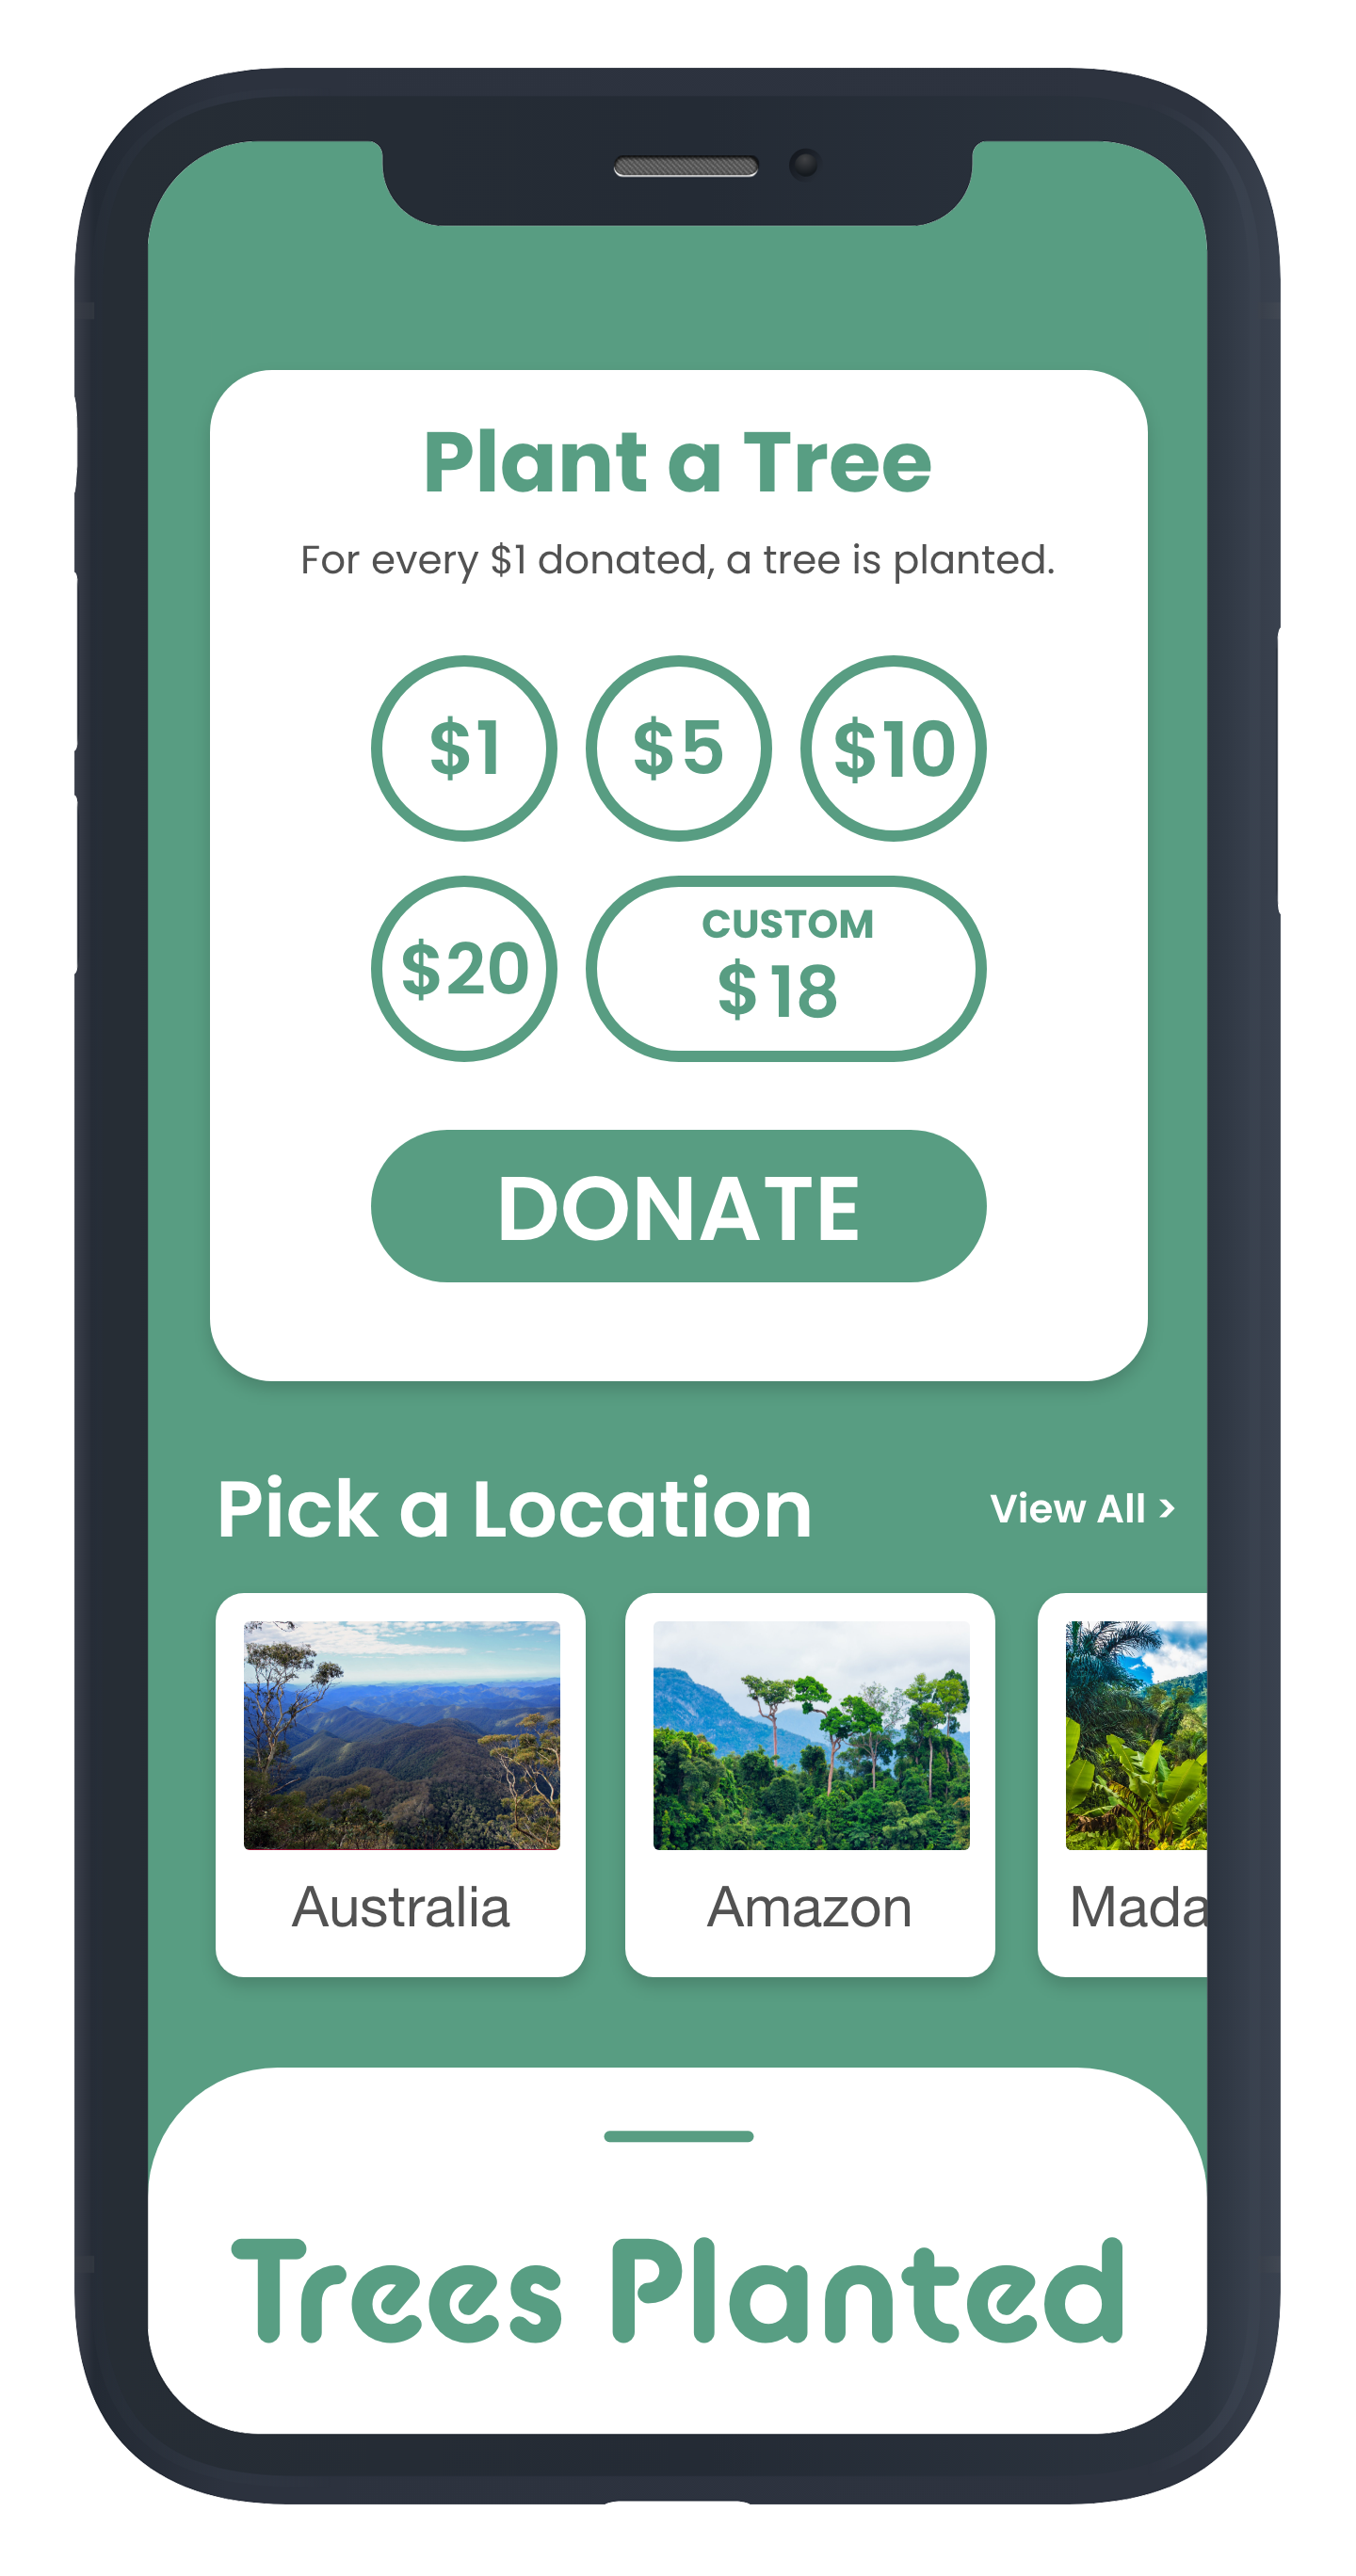 Plant a Tree
For every $1 donated, a tree is planted.
$1 $5 $10
$20
CUSTOM
$ 18
DONATE
Pick a Location
View All >
Australia
Amazon
Mada
Trees Planted